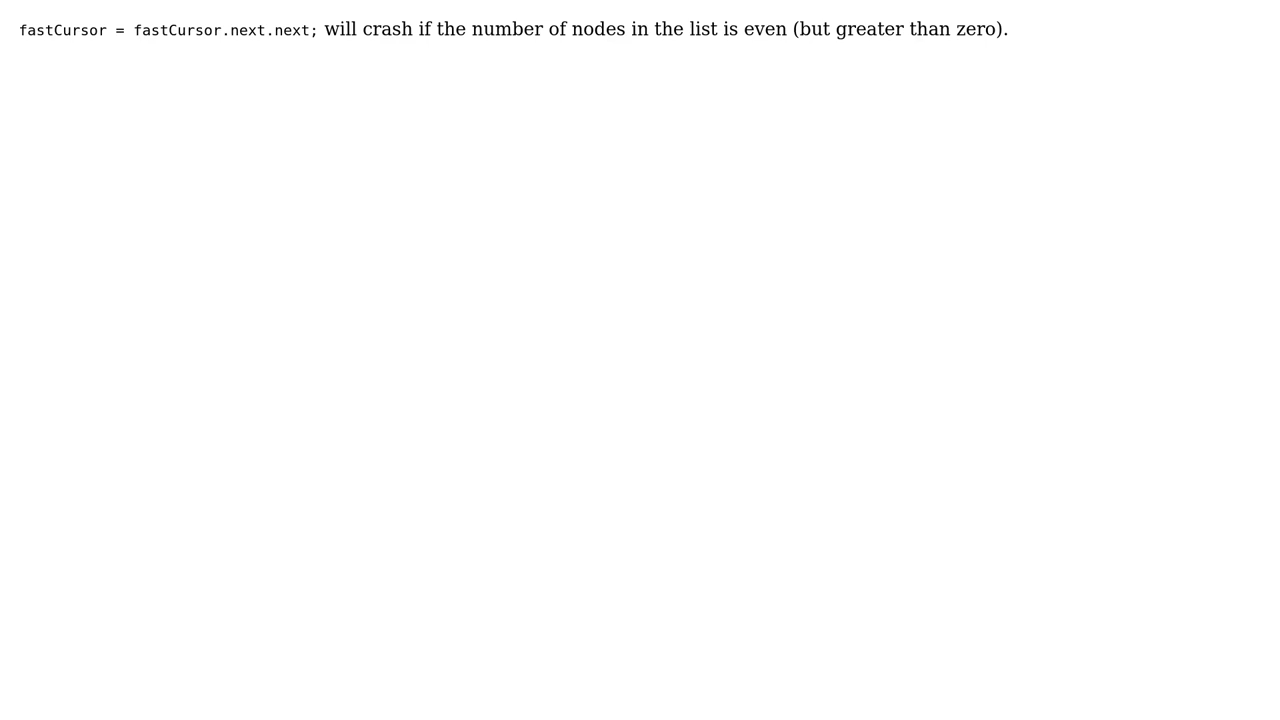 fastCursor = fastCursor.next.next; will crash if the number of nodes in the list is even (but greater than zero).